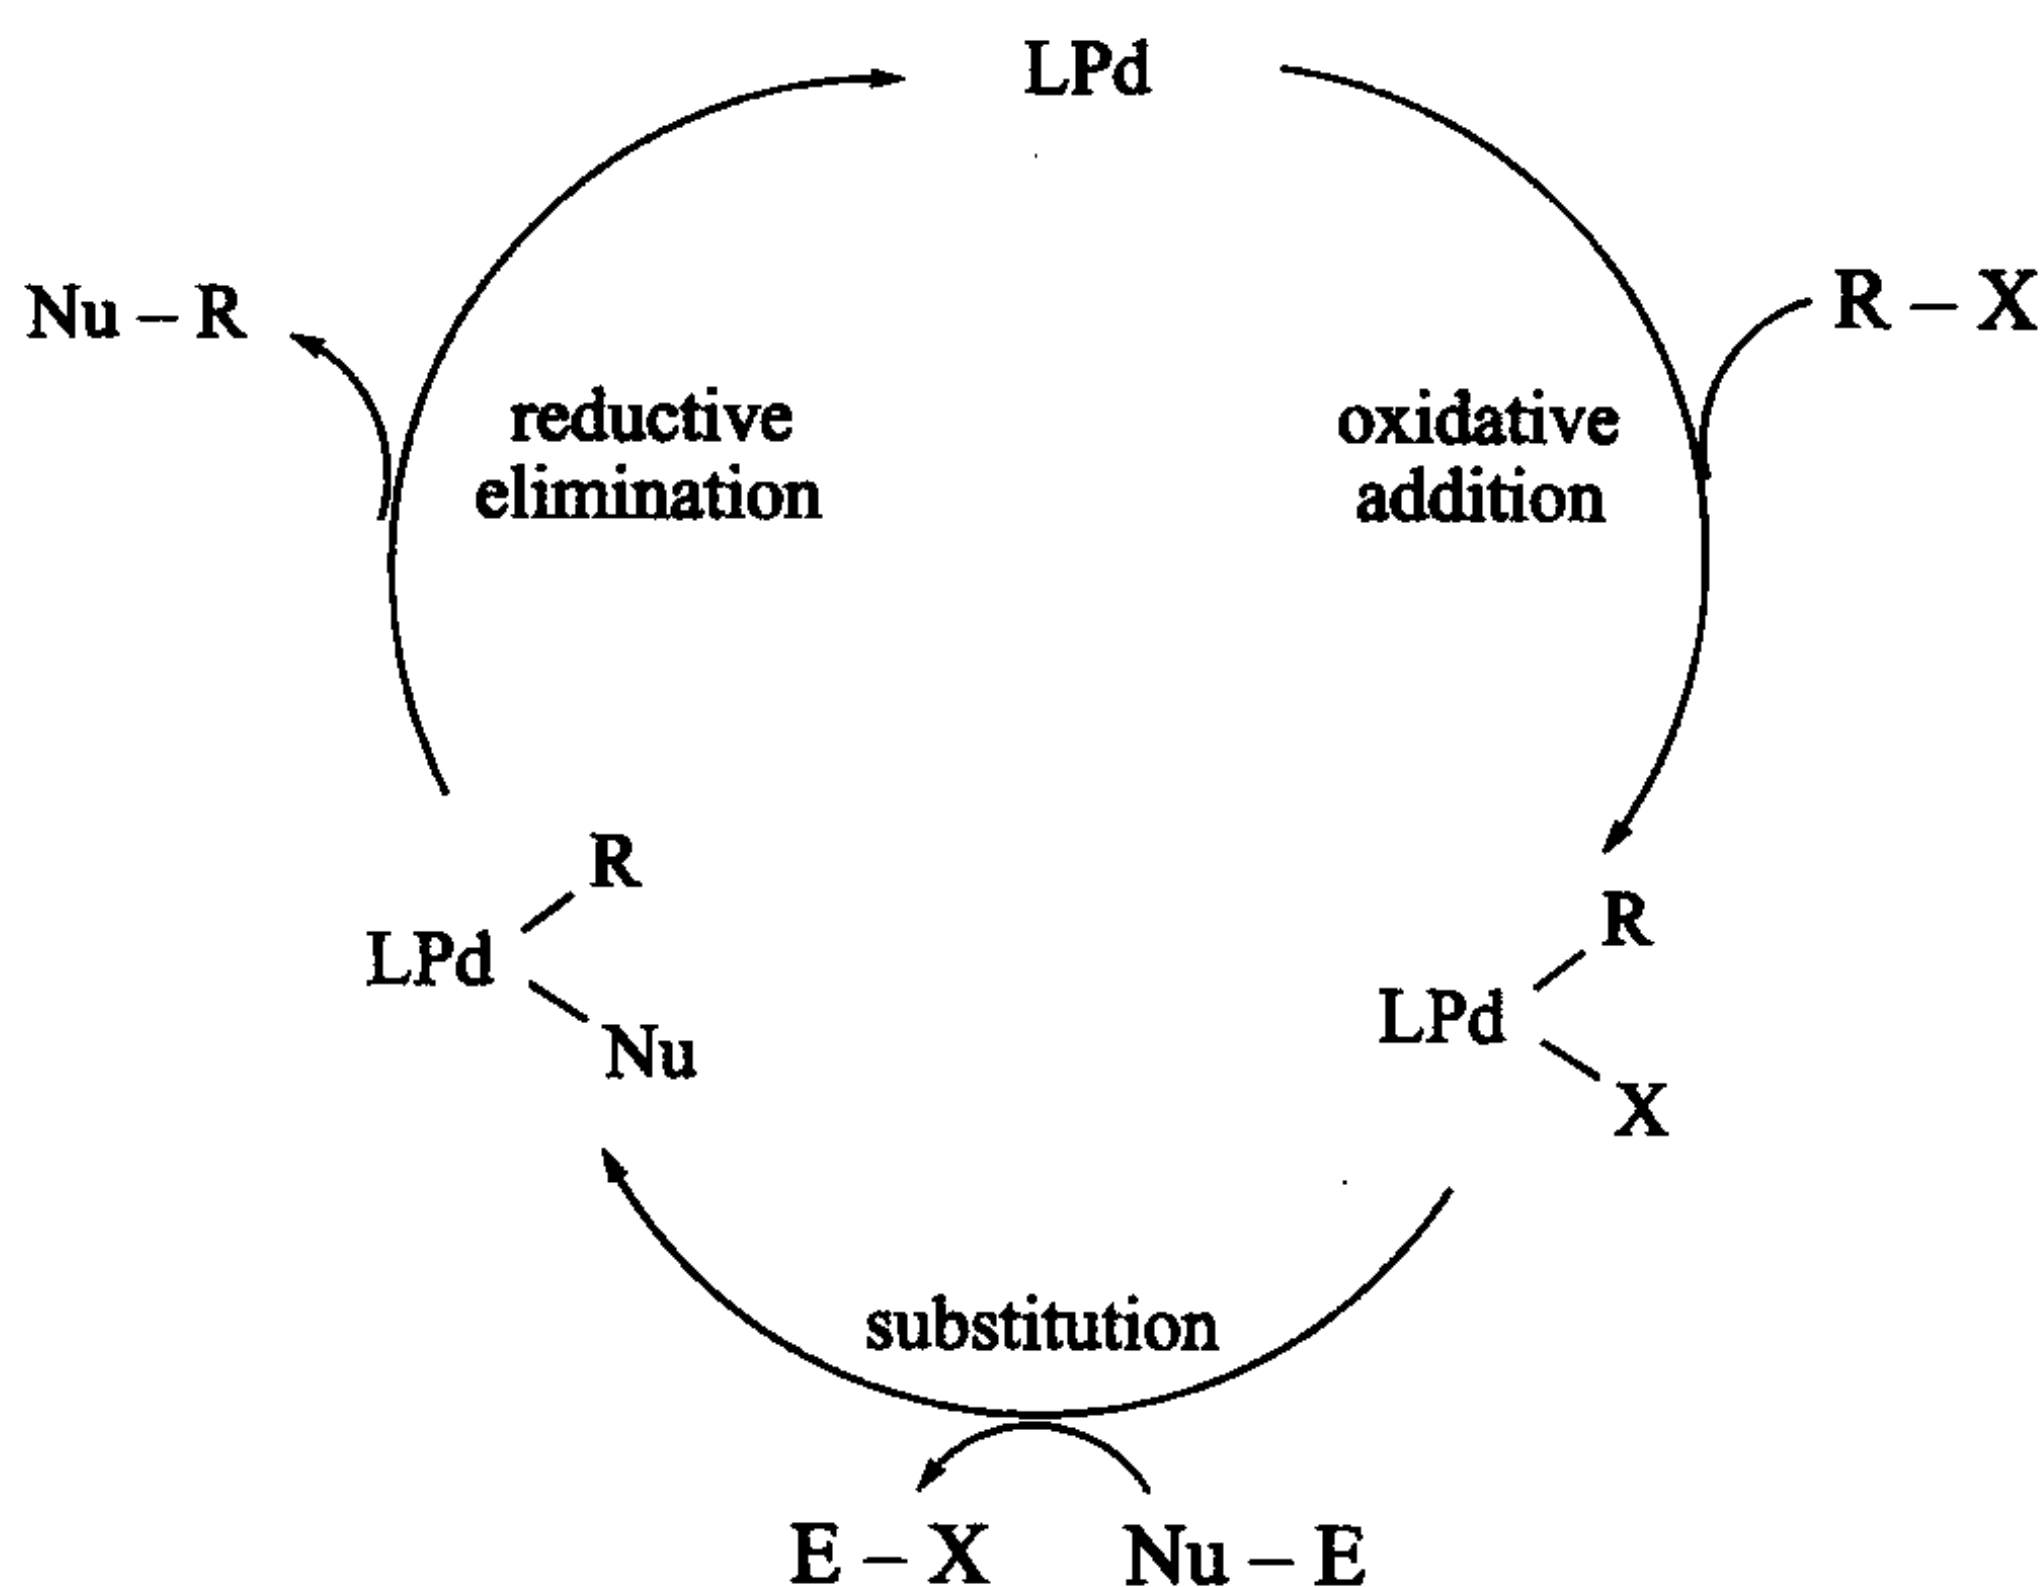 LPd
Nu – R
R – X
reductive
elimination
oxidative
addition
R
LPd
Nu
R
LPd
X
substitution
E – X
Nu – E